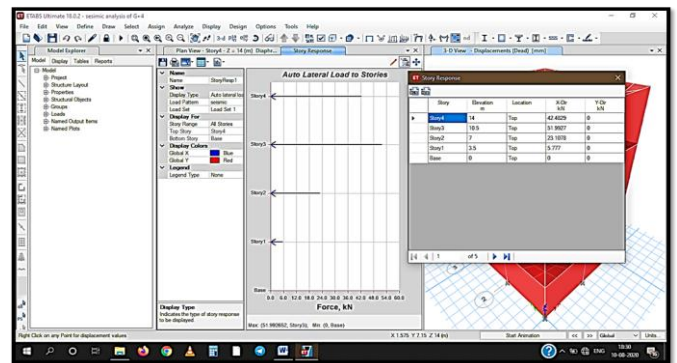 ETABS Ultimate 18.0.2 - seismic analysis of G+4
File Edit View Define Draw Select Assign Analyze Display Design Options Tools Help
Model Explorer
Plan View - Story4 - Z = 14 (m) Diaphr...
Story Response
3-D View - Displacements (Dead) [mm]
Model Display Tables Reports
Model
Project
Structure Layout
Properties
Structural Objects
Groups
Loads
Named Output Items
Named Plots
Name
Name StoryResp1
Show
Display Type Auto lateral loa
Load Pattern seismic
Load Set Load Set 1
Display For
Story Range All Stories
Top Story Story4
Bottom Story Base
Display Colors
Global X Blue
Global Y Red
Legend
Legend Type None
Display Type
Indicates the type of story response to be displayed.
Auto Lateral Load to Stories
Story4
Story3
Story2
Story1
Base
0.0 6.0 12.0 18.0 24.0 30.0 36.0 42.0 48.0 54.0 60.0
Force, kN
Max: (51.992652, Story3); Min: (0, Base)
Story Response
Story Elevation Location X-Dir Y-Dir
m kN kN
Story4 14 Top 42.4029 0
Story3 10.5 Top 51.9927 0
Story2 7 Top 23.1078 0
Story1 3.5 Top 5.777 0
Base 0 Top 0 0
1 of 5
Right Click on any Point for displacement values
X 1.575 Y 7.15 Z 14 (m)
Start Animation
<< >> Global Units...
ENG
18:30
10-08-2020